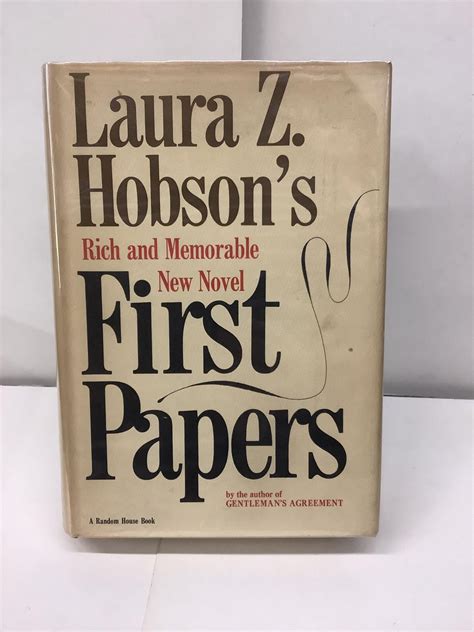 Laura Z.
Hobson's
Rich and Memorable
New Novel
First
Papers
by the author of
GENTLEMAN'S AGREEMENT
A Random House Book